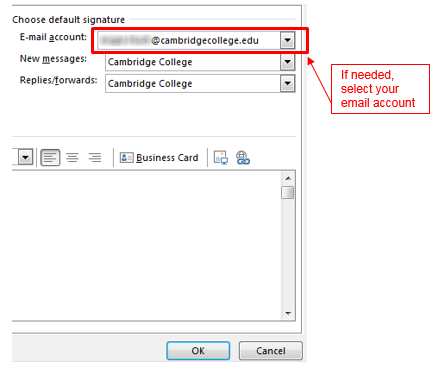 Choose default signature
E-mail account: @cambridgecollege.edu
New messages: Cambridge College
Replies/forwards: Cambridge College
If needed,
select your
email account
Business Card
OK Cancel